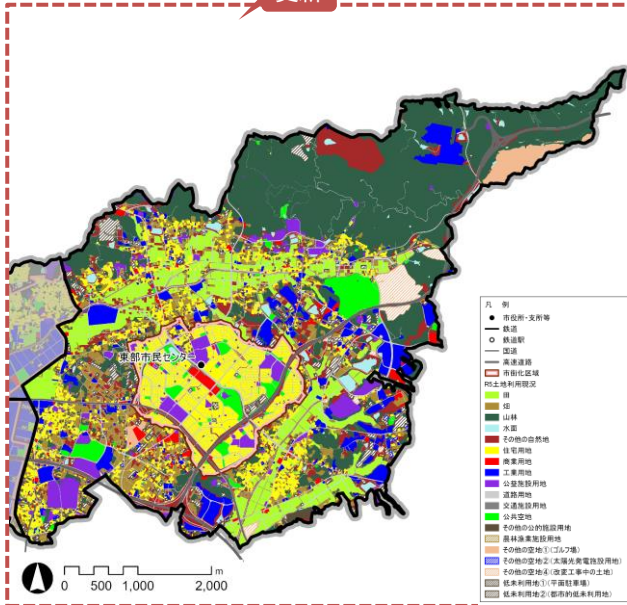 更新
東部市民センター
凡 例
市役所・支所等
鉄道
鉄道駅
国道
高速道路
市街化区域
R5土地利用現況
田
畑
山林
水面
その他の自然地
住宅用地
商業用地
工業用地
公益施設用地
道路用地
交通施設用地
公共空地
その他の公的施設用地
農林漁業施設用地
その他の空地①(ゴルフ場)
その他の空地②(太陽光発電施設用地)
その他の空地④(改変工事中の土地)
低未利用地①(平面駐車場)
低未利用地②(都市的低未利用地)
0 500 1,000 2,000 m